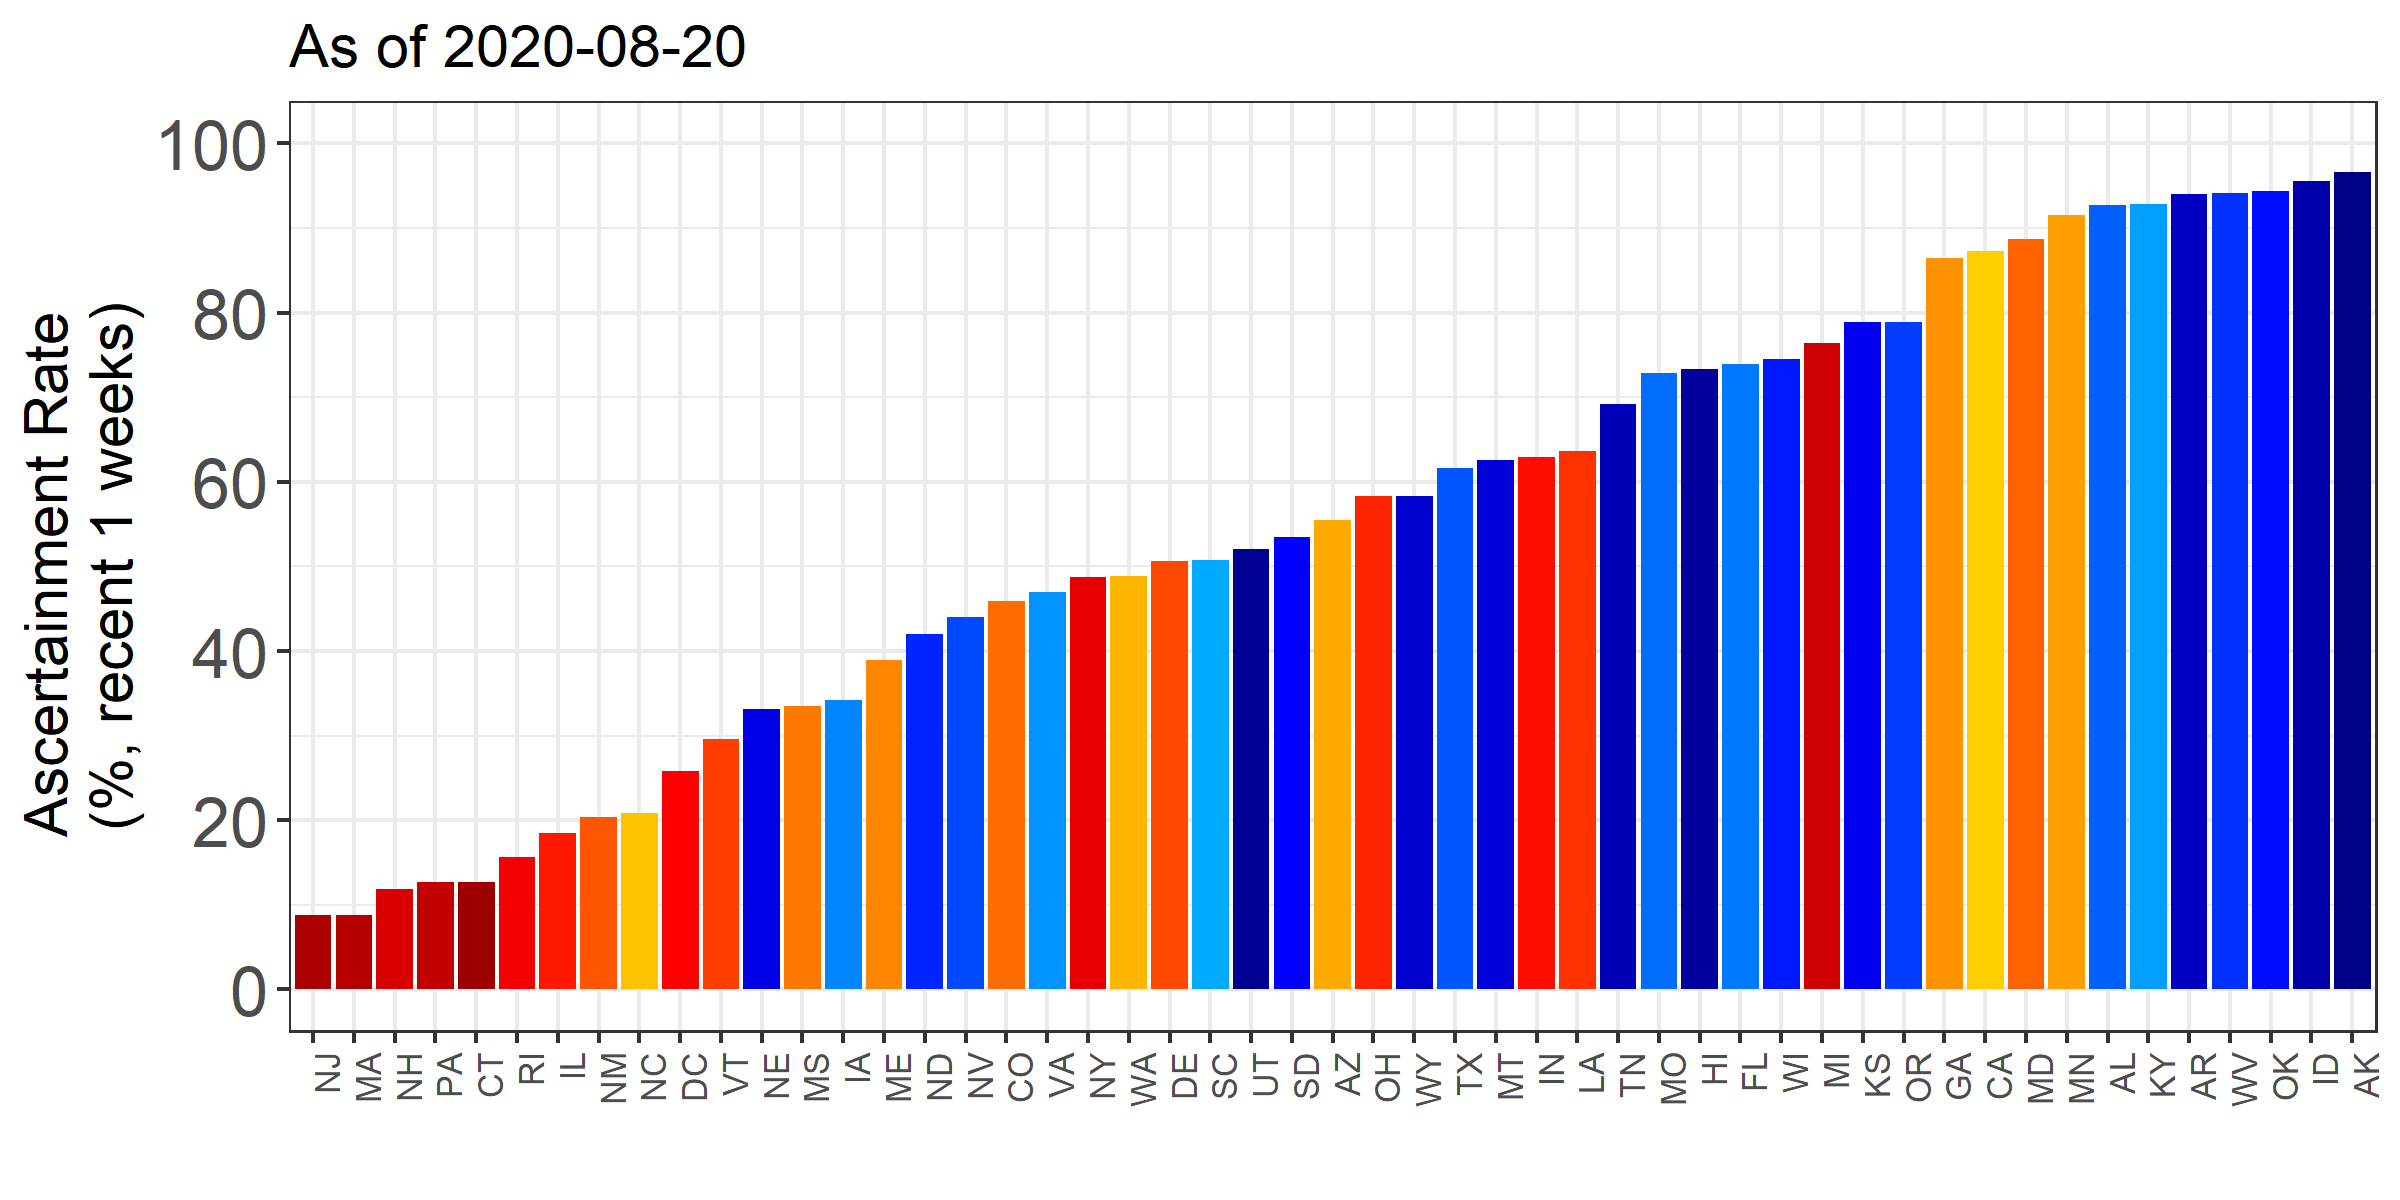 As of 2020-08-20
Ascertainment Rate
(%, recent 1 weeks)
100
80
60
40
20
0
NJ
MA
NH
PA
CT
RI
IL
NM
NC
DC
VT
NE
MS
IA
ME
ND
NV
CO
VA
NY
WA
DE
SC
UT
SD
AZ
OH
WY
TX
MT
IN
LA
TN
MO
HI
FL
WI
MI
KS
OR
GA
CA
MD
MN
AL
KY
AR
WV
OK
ID
AK